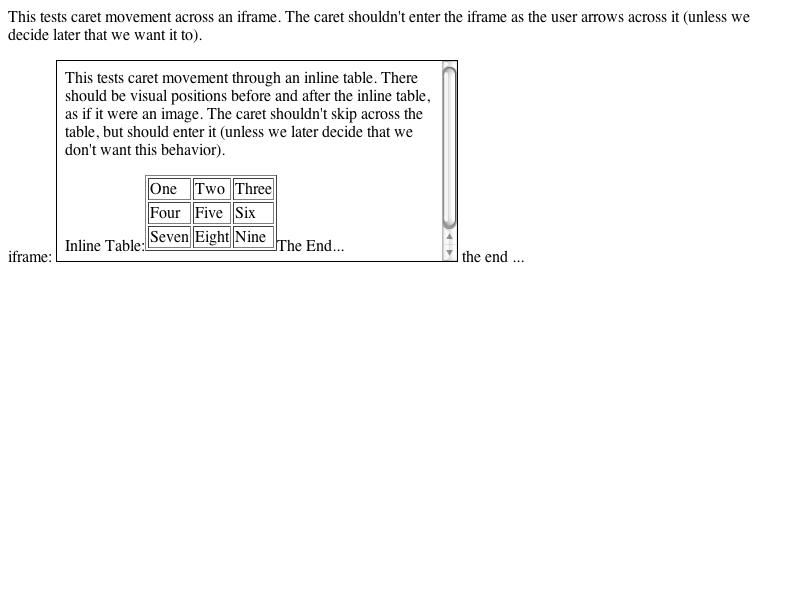 This tests caret movement across an iframe. The caret shouldn't enter the iframe as the user arrows across it (unless we
decide later that we want it to).
This tests caret movement through an inline table. There
should be visual positions before and after the inline table,
as if it were an image. The caret shouldn't skip across the
table, but should enter it (unless we later decide that we
don't want this behavior).
One Two Three
Four Five Six
Seven Eight Nine
Inline Table: The End...
iframe: the end ...